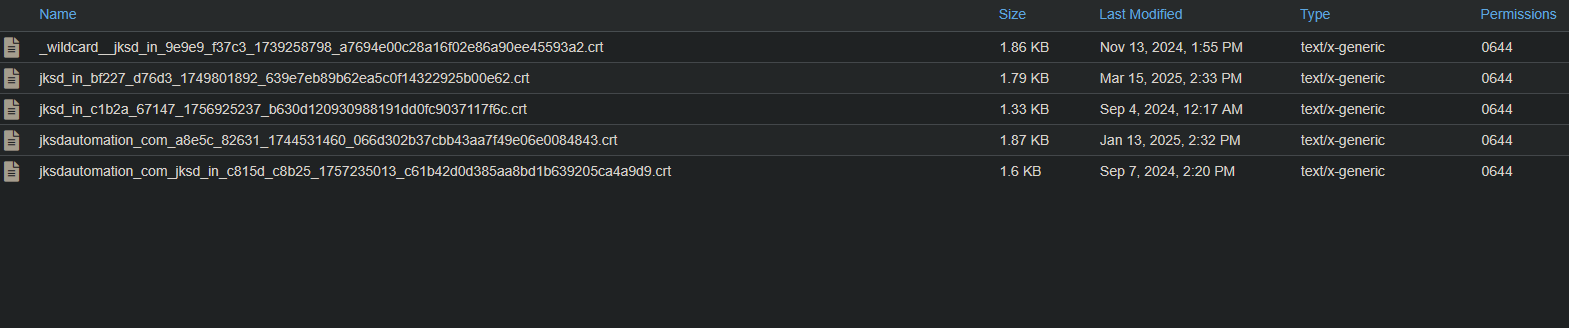 Name Size Last Modified Type Permissions
_wildcard__jksd_in_9e9e9_f37c3_1739258798_a7694e00c28a16f02e86a90ee45593a2.crt 1.86 KB Nov 13, 2024, 1:55 PM text/x-generic 0644
jksd_in_bf227_d76d3_1749801892_639e7eb89b62ea5c0f14322925b00e62.crt 1.79 KB Mar 15, 2025, 2:33 PM text/x-generic 0644
jksd_in_c1b2a_67147_1756925237_b630d120930988191dd0fc9037117f6c.crt 1.33 KB Sep 4, 2024, 12:17 AM text/x-generic 0644
jksdautomation_com_a8e5c_82631_1744531460_066d302b37cbb43aa7f49e06e0084843.crt 1.87 KB Jan 13, 2025, 2:32 PM text/x-generic 0644
jksdautomation_com_jksd_in_c815d_c8b25_1757235013_c61b42d0d385aa8bd1b639205ca4a9d9.crt 1.6 KB Sep 7, 2024, 2:20 PM text/x-generic 0644